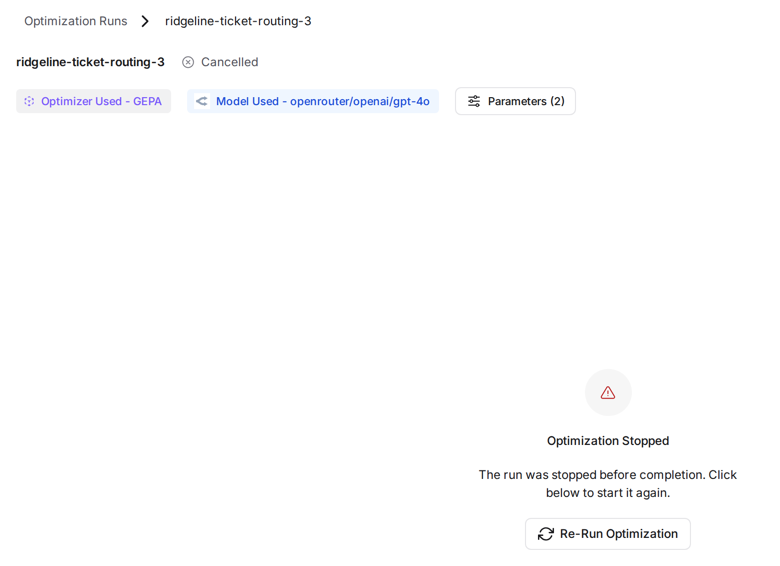 Optimization Runs > ridgeline-ticket-routing-3
ridgeline-ticket-routing-3 Cancelled
Optimizer Used - GEPA Model Used - openrouter/openai/gpt-4o Parameters (2)
Optimization Stopped
The run was stopped before completion. Click
below to start it again.
Re-Run Optimization